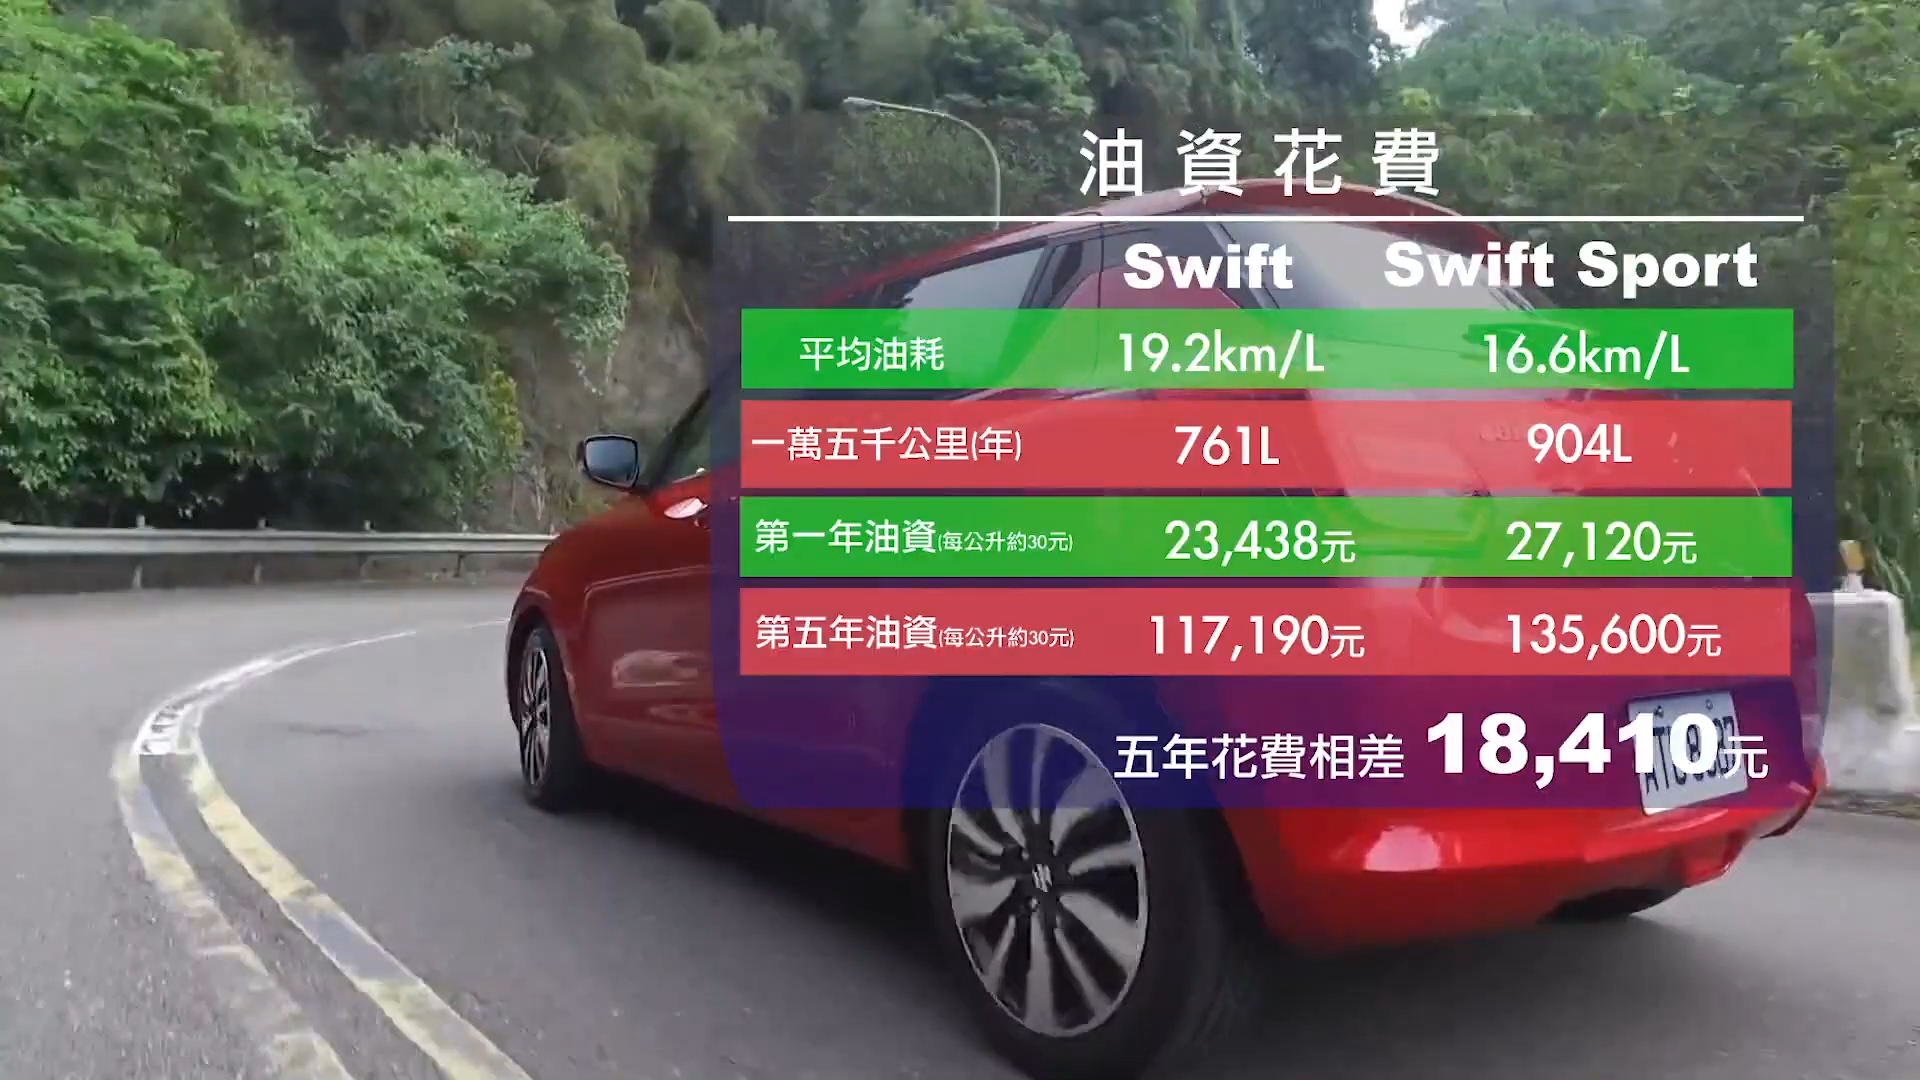 油資花費
Swift Swift Sport
平均油耗 19.2km/L 16.6km/L
一萬五千公里(年) 761L 904L
第一年油資(每公升約30元) 23,438元 27,120元
第五年油資(每公升約30元) 117,190元 135,600元
五年花費相差 18,410元